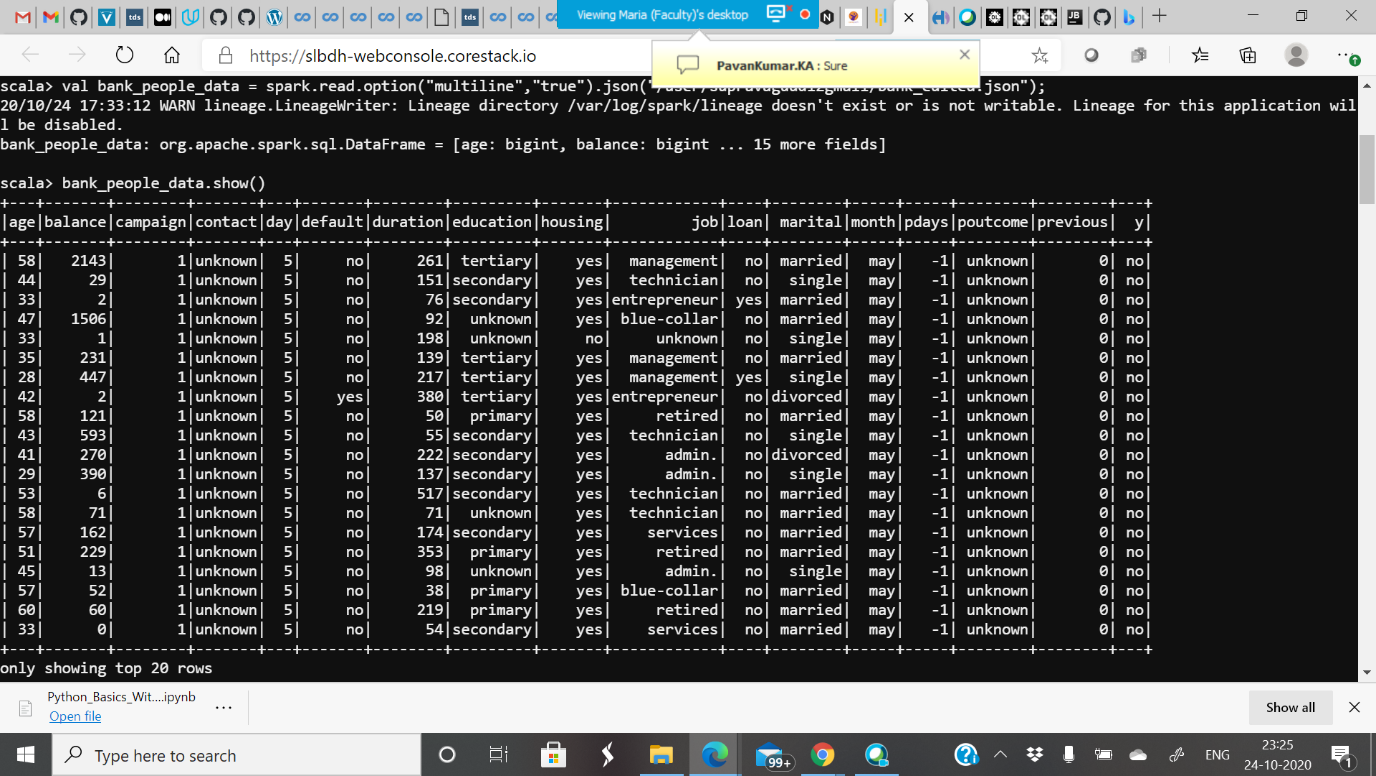 Viewing Maria (Faculty)'s desktop
https://slbdh-webconsole.corestack.io
PavanKumar.KA : Sure
scala> val bank_people_data = spark.read.option("multiline","true").json(
20/10/24 17:33:12 WARN lineage.LineageWriter: Lineage directory /var/log/spark/lineage doesn't exist or is not writable. Lineage for this application wil
l be disabled.
bank_people_data: org.apache.spark.sql.DataFrame = [age: bigint, balance: bigint ... 15 more fields]
scala> bank_people_data.show()
+---+-------+--------+-------+---+-------+--------+---------+-------+------------+----+--------+-----+-----+--------+--------+---+
|age|balance|campaign|contact|day|default|duration|education|housing|         job|loan| marital|month|pdays|poutcome|previous|  y|
+---+-------+--------+-------+---+-------+--------+---------+-------+------------+----+--------+-----+-----+--------+--------+---+
| 58|   2143|       1|unknown|  5|     no|     261| tertiary|    yes|  management|  no| married|  may|   -1| unknown|       0| no|
| 44|     29|       1|unknown|  5|     no|     151|secondary|    yes|  technician|  no|  single|  may|   -1| unknown|       0| no|
| 33|      2|       1|unknown|  5|     no|      76|secondary|    yes|entrepreneur| yes| married|  may|   -1| unknown|       0| no|
| 47|   1506|       1|unknown|  5|     no|      92|  unknown|    yes| blue-collar|  no| married|  may|   -1| unknown|       0| no|
| 33|      1|       1|unknown|  5|     no|     198|  unknown|     no|     unknown|  no|  single|  may|   -1| unknown|       0| no|
| 35|    231|       1|unknown|  5|     no|     139| tertiary|    yes|  management|  no| married|  may|   -1| unknown|       0| no|
| 28|    447|       1|unknown|  5|     no|     217| tertiary|    yes|  management| yes|  single|  may|   -1| unknown|       0| no|
| 42|      2|       1|unknown|  5|    yes|     380| tertiary|    yes|entrepreneur|  no|divorced|  may|   -1| unknown|       0| no|
| 58|    121|       1|unknown|  5|     no|      50|  primary|    yes|     retired|  no| married|  may|   -1| unknown|       0| no|
| 43|    593|       1|unknown|  5|     no|      55|secondary|    yes|  technician|  no|  single|  may|   -1| unknown|       0| no|
| 41|    270|       1|unknown|  5|     no|     222|secondary|    yes|      admin.|  no|divorced|  may|   -1| unknown|       0| no|
| 29|    390|       1|unknown|  5|     no|     137|secondary|    yes|      admin.|  no|  single|  may|   -1| unknown|       0| no|
| 53|      6|       1|unknown|  5|     no|     517|secondary|    yes|  technician|  no| married|  may|   -1| unknown|       0| no|
| 58|     71|       1|unknown|  5|     no|      71|  unknown|    yes|  technician|  no| married|  may|   -1| unknown|       0| no|
| 57|    162|       1|unknown|  5|     no|     174|secondary|    yes|    services|  no| married|  may|   -1| unknown|       0| no|
| 51|    229|       1|unknown|  5|     no|     353|  primary|    yes|     retired|  no| married|  may|   -1| unknown|       0| no|
| 45|     13|       1|unknown|  5|     no|      98|  unknown|    yes|      admin.|  no|  single|  may|   -1| unknown|       0| no|
| 57|     52|       1|unknown|  5|     no|      38|  primary|    yes| blue-collar|  no| married|  may|   -1| unknown|       0| no|
| 60|     60|       1|unknown|  5|     no|     219|  primary|    yes|     retired|  no| married|  may|   -1| unknown|       0| no|
| 33|      0|       1|unknown|  5|     no|      54|secondary|    yes|    services|  no| married|  may|   -1| unknown|       0| no|
+---+-------+--------+-------+---+-------+--------+---------+-------+------------+----+--------+-----+-----+--------+--------+---+
only showing top 20 rows
Python_Basics_Wit....ipynb
Open file
Show all
Type here to search
99+
ENG
23:25
24-10-2020
1